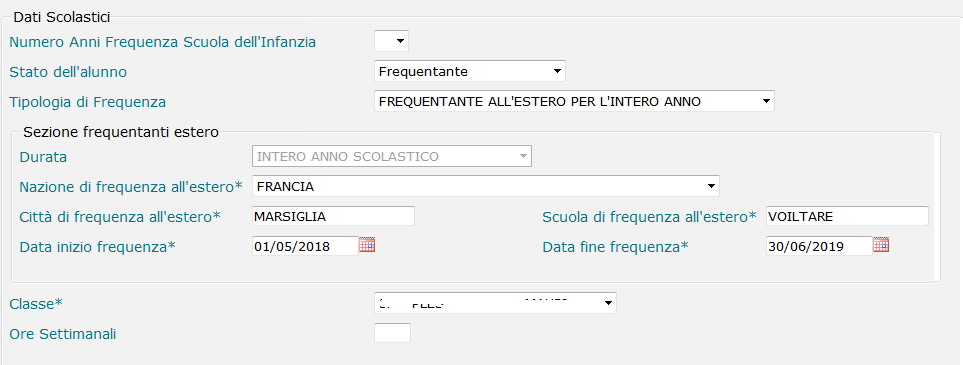 Dati Scolastici
Numero Anni Frequenza Scuola dell'Infanzia
Stato dell'alunno Frequentante
Tipologia di Frequenza FREQUENTANTE ALL'ESTERO PER L'INTERO ANNO
Sezione frequentanti estero
Durata INTERO ANNO SCOLASTICO
Nazione di frequenza all'estero* FRANCIA
Città di frequenza all'estero* MARSIGLIA Scuola di frequenza all'estero* VOILTARE
Data inizio frequenza* 01/05/2018 Data fine frequenza* 30/06/2019
Classe*
Ore Settimanali